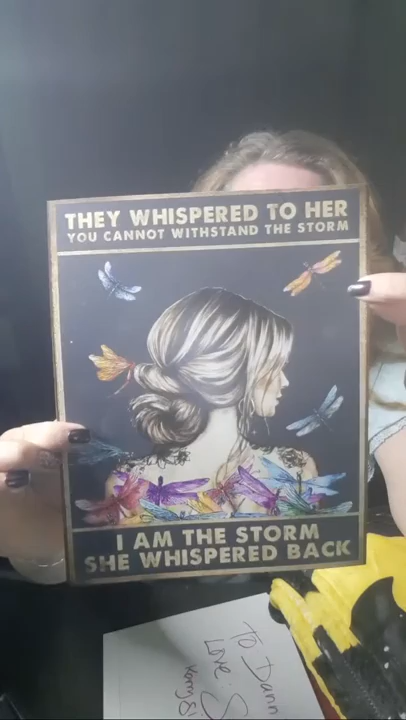 THEY WHISPERED TO HER
YOU CANNOT WITHSTAND THE STORM
I AM THE STORM
SHE WHISPERED BACK
To Dann
Love: